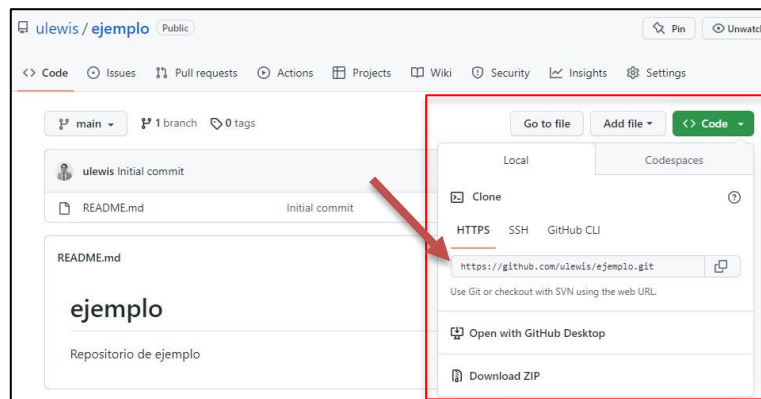 ulewis / ejemplo Public
Pin
Unwatch
<> Code Issues Pull requests Actions Projects Wiki Security Insights Settings
main 1 branch 0 tags
Go to file Add file <> Code
ulewis Initial commit
README.md Initial commit
README.md
ejemplo
Repositorio de ejemplo
Local Codespaces
Clone
HTTPS SSH GitHub CLI
https://github.com/ulewis/ejemplo.git
Use Git or checkout with SVN using the web URL.
Open with GitHub Desktop
Download ZIP